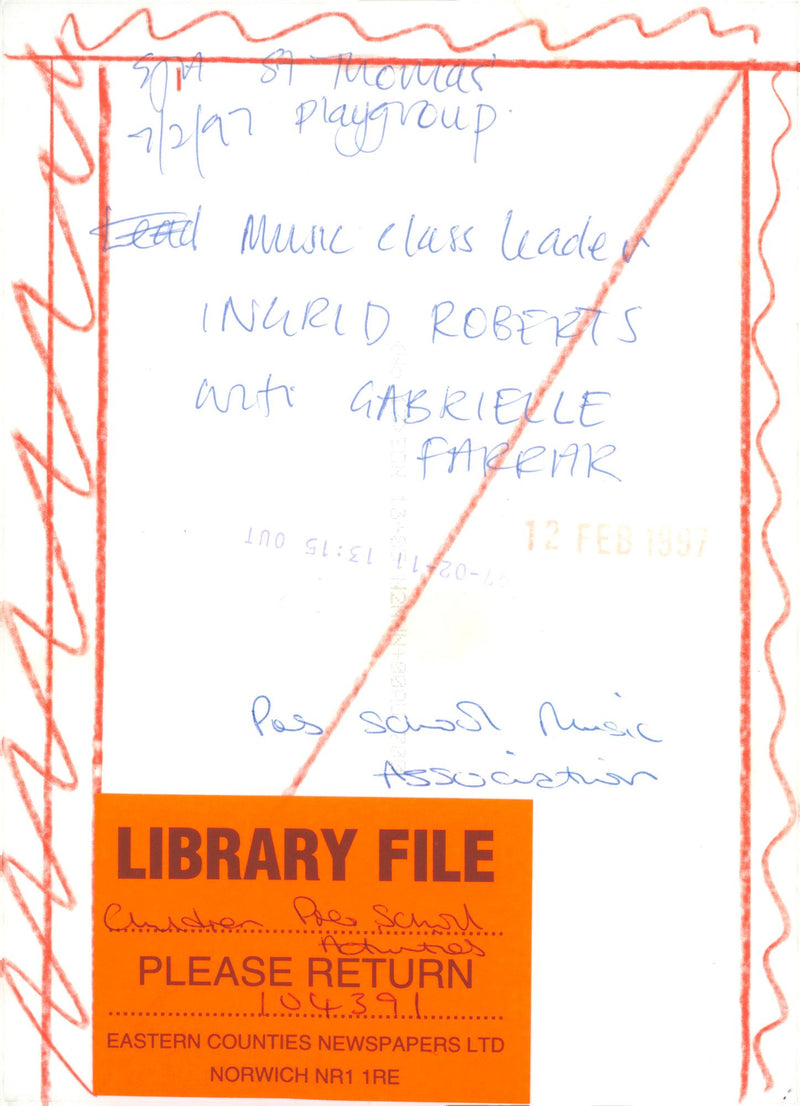 St Thomas'
7/2/97 Playgroup.
Lead Music class leader
INGRID ROBERTS
with GABRIELLE
FARRAR
12 FEB 1997
-02-11 13:15 OUT
Pre School Music
Association
LIBRARY FILE
Children Pre School
Activities
PLEASE RETURN
104391
EASTERN COUNTIES NEWSPAPERS LTD
NORWICH NR1 1RE